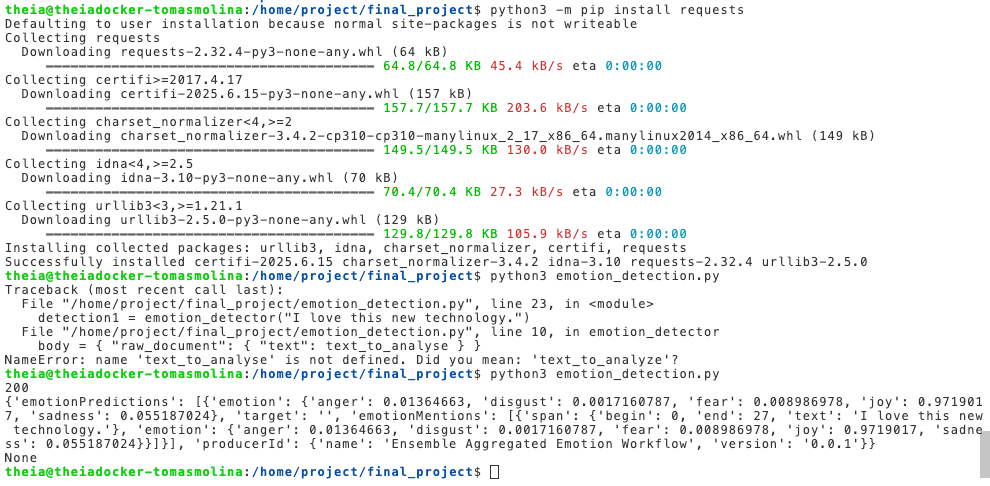 theia@theiadocker-tomasmolina:/home/project/final_project$ python3 -m pip install requests
Defaulting to user installation because normal site-packages is not writeable
Collecting requests
  Downloading requests-2.32.4-py3-none-any.whl (64 kB)
     ━━━━━━━━━━━━━━━━━━━━━━━━━━━━━━━━━━━━━━━━ 64.8/64.8 KB 45.4 kB/s eta 0:00:00
Collecting certifi>=2017.4.17
  Downloading certifi-2025.6.15-py3-none-any.whl (157 kB)
     ━━━━━━━━━━━━━━━━━━━━━━━━━━━━━━━━━━━━━━━━ 157.7/157.7 KB 203.6 kB/s eta 0:00:00
Collecting charset_normalizer<4,>=2
  Downloading charset_normalizer-3.4.2-cp310-cp310-manylinux_2_17_x86_64.manylinux2014_x86_64.whl (149 kB)
     ━━━━━━━━━━━━━━━━━━━━━━━━━━━━━━━━━━━━━━━━ 149.5/149.5 KB 130.0 kB/s eta 0:00:00
Collecting idna<4,>=2.5
  Downloading idna-3.10-py3-none-any.whl (70 kB)
     ━━━━━━━━━━━━━━━━━━━━━━━━━━━━━━━━━━━━━━━━ 70.4/70.4 KB 27.3 kB/s eta 0:00:00
Collecting urllib3<3,>=1.21.1
  Downloading urllib3-2.5.0-py3-none-any.whl (129 kB)
     ━━━━━━━━━━━━━━━━━━━━━━━━━━━━━━━━━━━━━━━━ 129.8/129.8 KB 105.9 kB/s eta 0:00:00
Installing collected packages: urllib3, idna, charset_normalizer, certifi, requests
Successfully installed certifi-2025.6.15 charset_normalizer-3.4.2 idna-3.10 requests-2.32.4 urllib3-2.5.0
theia@theiadocker-tomasmolina:/home/project/final_project$ python3 emotion_detection.py
Traceback (most recent call last):
  File "/home/project/final_project/emotion_detection.py", line 23, in <module>
    detection1 = emotion_detector("I love this new technology.")
  File "/home/project/final_project/emotion_detection.py", line 10, in emotion_detector
    body = { "raw_document": { "text": text_to_analyse } }
NameError: name 'text_to_analyse' is not defined. Did you mean: 'text_to_analyze'?
theia@theiadocker-tomasmolina:/home/project/final_project$ python3 emotion_detection.py
200
{'emotionPredictions': [{'emotion': {'anger': 0.01364663, 'disgust': 0.0017160787, 'fear': 0.008986978, 'joy': 0.971901
7, 'sadness': 0.055187024}, 'target': '', 'emotionMentions': [{'span': {'begin': 0, 'end': 27, 'text': 'I love this new
 technology.'}, 'emotion': {'anger': 0.01364663, 'disgust': 0.0017160787, 'fear': 0.008986978, 'joy': 0.9719017, 'sadne
ss': 0.055187024}}]}], 'producerId': {'name': 'Ensemble Aggregated Emotion Workflow', 'version': '0.0.1'}}
None
theia@theiadocker-tomasmolina:/home/project/final_project$